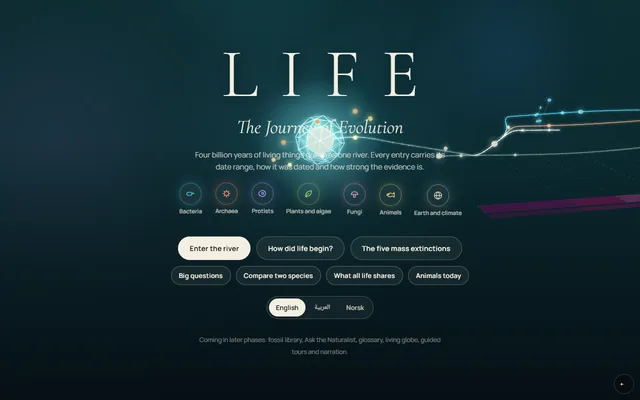 LIFE
The Journey of Evolution
Four billion years of living things as one river. Every entry carries its
date range, how it was dated and how strong the evidence is.
Bacteria Archaea Protists Plants and algae Fungi Animals Earth and climate
Enter the river How did life begin? The five mass extinctions
Big questions Compare two species What all life shares Animals today
English العربية Norsk
Coming in later phases fossil library, Ask the Naturalist, glossary, living globe, guided
tours and narration